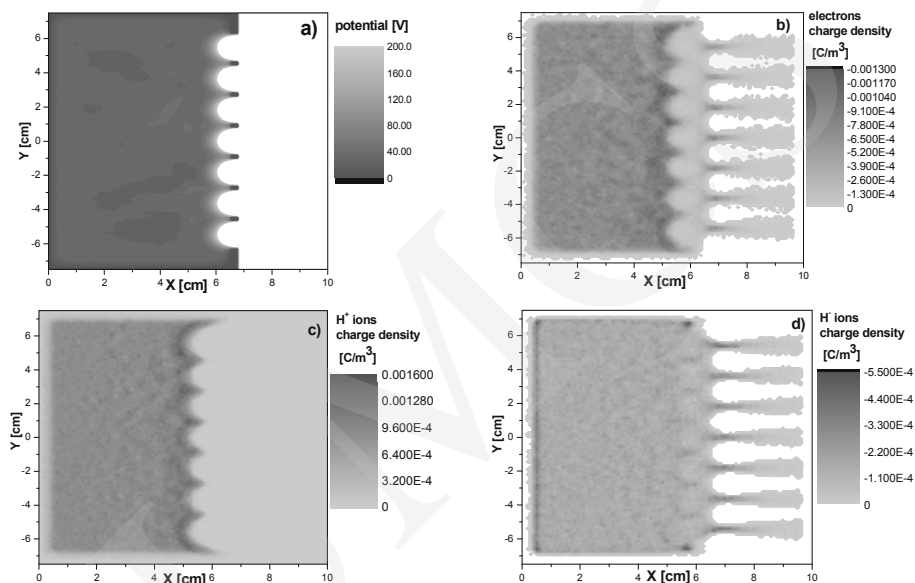 a)
potential [V]
200.0
160.0
120.0
80.00
40.00
0
6
4
2
0
-2
-4
-6
Y [cm]
0 2 4 6 8 10
X [cm]
b)
electrons
charge density
[C/m³]
-0.001300
-0.001170
-0.001040
-9.100E-4
-7.800E-4
-6.500E-4
-5.200E-4
-3.900E-4
-2.600E-4
-1.300E-4
0
6
4
2
0
-2
-4
-6
Y [cm]
0 2 4 6 8 10
X [cm]
c)
H⁺ ions
charge density
[C/m³]
0.001600
0.001280
9.600E-4
6.400E-4
3.200E-4
0
6
4
2
0
-2
-4
-6
Y [cm]
0 2 4 6 8 10
X [cm]
d)
H⁻ ions
charge density
[C/m³]
-5.500E-4
-4.400E-4
-3.300E-4
-2.200E-4
-1.100E-4
0
6
4
2
0
-2
-4
-6
Y [cm]
0 2 4 6 8 10
X [cm]